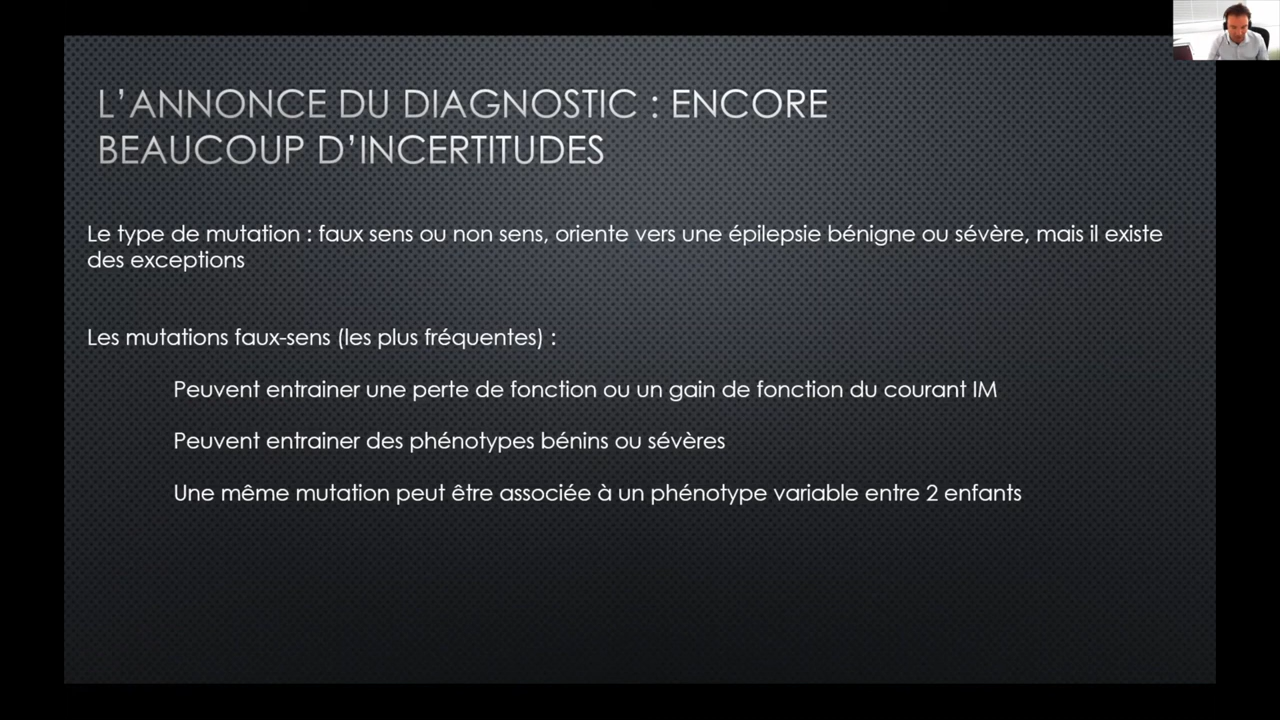 L’ANNONCE DU DIAGNOSTIC : ENCORE
BEAUCOUP D’INCERTITUDES
Le type de mutation : faux sens ou non sens, oriente vers une épilepsie bénigne ou sévère, mais il existe
des exceptions
Les mutations faux-sens (les plus fréquentes) :
Peuvent entrainer une perte de fonction ou un gain de fonction du courant IM
Peuvent entrainer des phénotypes bénins ou sévères
Une même mutation peut être associée à un phénotype variable entre 2 enfants